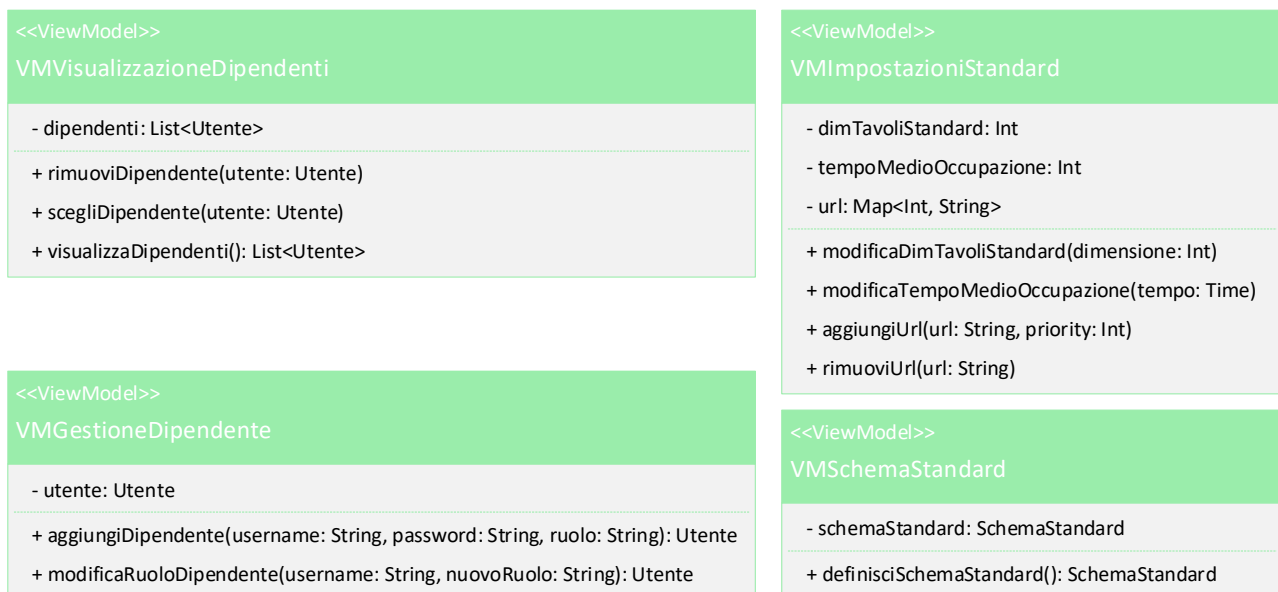 <<ViewModel>>
VMVisualizzazioneDipendenti
- dipendenti: List<Utente>
+ rimuoviDipendente(utente: Utente)
+ scegliDipendente(utente: Utente)
+ visualizzaDipendenti(): List<Utente>
<<ViewModel>>
VMImpostazioniStandard
- dimTavoliStandard: Int
- tempoMedioOccupazione: Int
- url: Map<Int, String>
+ modificaDimTavoliStandard(dimensione: Int)
+ modificaTempoMedioOccupazione(tempo: Time)
+ aggiungiUrl(url: String, priority: Int)
+ rimuoviUrl(url: String)
<<ViewModel>>
VMGestioneDipendente
- utente: Utente
+ aggiungiDipendente(username: String, password: String, ruolo: String): Utente
+ modificaRuoloDipendente(username: String, nuovoRuolo: String): Utente
<<ViewModel>>
VMSchemaStandard
- schemaStandard: SchemaStandard
+ definisciSchemaStandard(): SchemaStandard